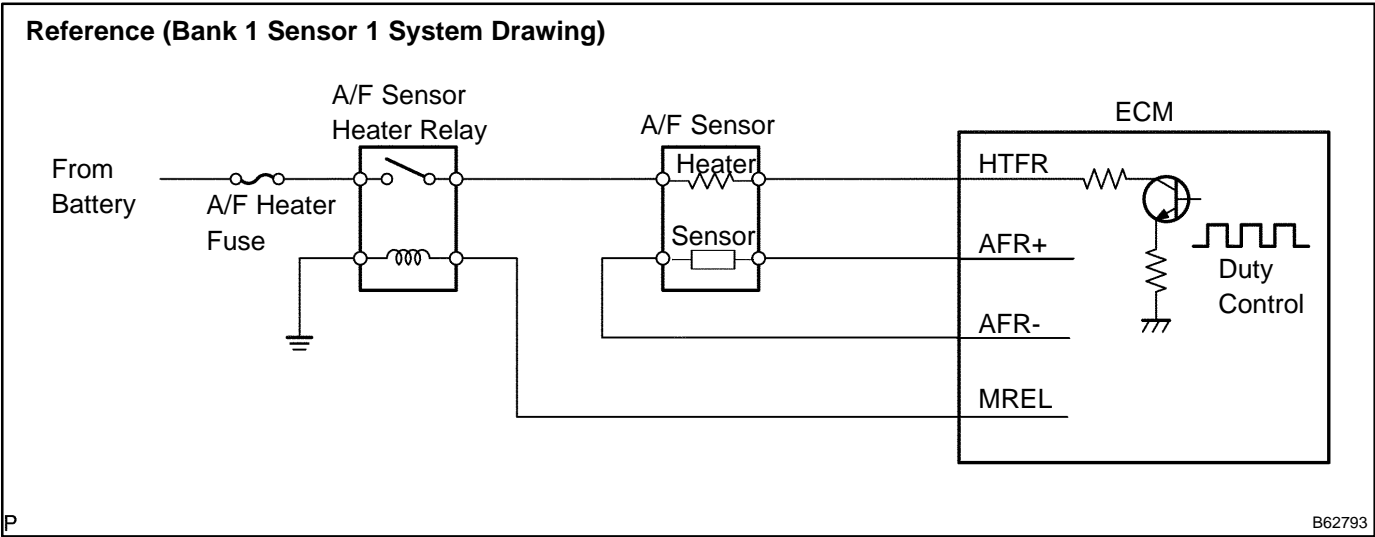 Reference (Bank 1 Sensor 1 System Drawing)
A/F Sensor
Heater Relay
A/F Sensor
ECM
From
Battery
A/F Heater
Fuse
Heater
Sensor
HTFR
AFR+
AFR-
MREL
Duty
Control
P
B62793